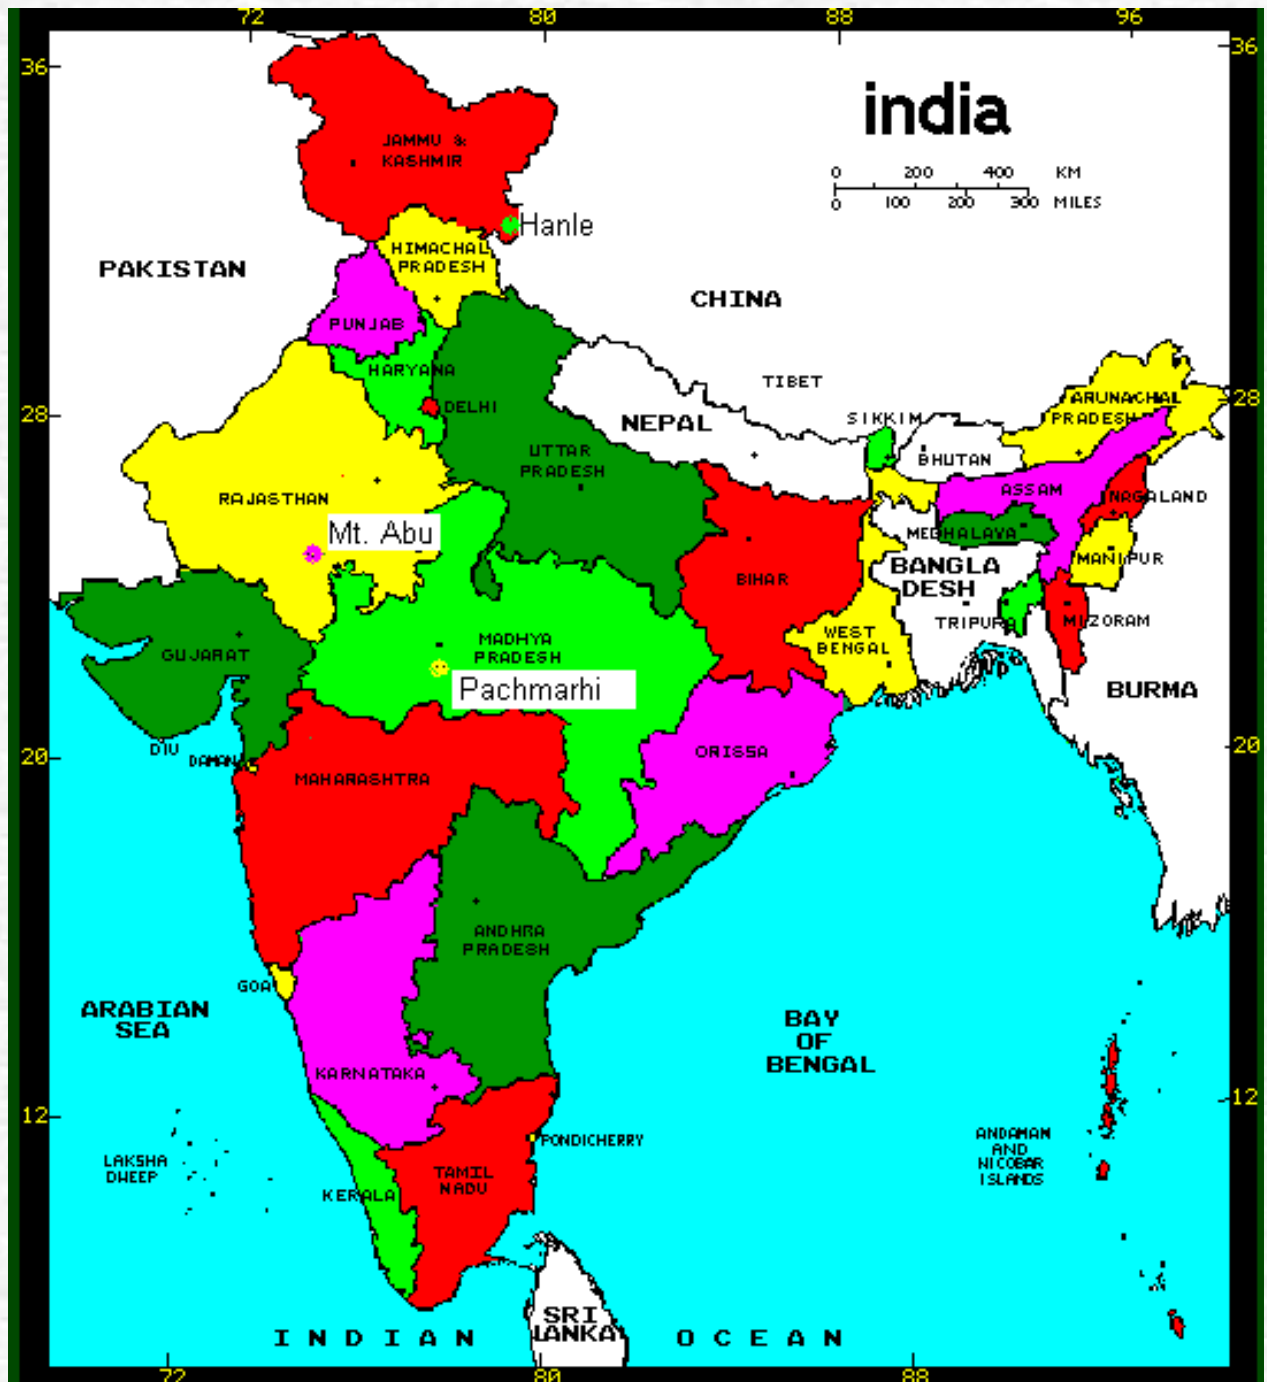 72 80 88 96
36 36
india
JAMMU &
KASHMIR
0 200 400 KM
0 100 200 300 MILES
Hanle
HIMACHAL
PRADESH
PAKISTAN
CHINA
PUNJAB
HARYANA
TIBET
DELHI
28 28
NEPAL
SIKKIM
ARUNACHAL
PRADESH
BHUTAN
UTTAR
PRADESH
RAJASTHAN
ASSAM
NAGALAND
Mt. Abu
MEGHALAYA
MANIPUR
BANGLA
DESH
BIHAR
TRIPURA
MIZORAM
WEST
BENGAL
MADHYA
PRADESH
GUJARAT
Pachmarhi
BURMA
DIU
DAMAN
20 20
ORISSA
MAHARASHTRA
ANDHRA
PRADESH
GOA
ARABIAN
SEA
BAY
OF
BENGAL
KARNATAKA
12 12
PONDICHERRY
ANDAMAN
AND
NICOBAR
ISLANDS
LAKSHA
DWEEP
TAMIL
NADU
KERALA
SRI
LANKA
INDIAN OCEAN
72 80 88